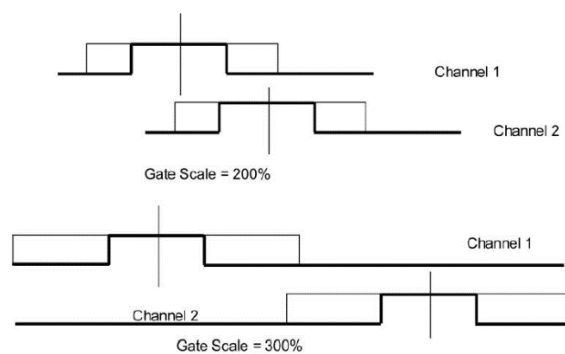 Channel 1
Channel 2
Gate Scale = 200%
Channel 1
Channel 2
Gate Scale = 300%